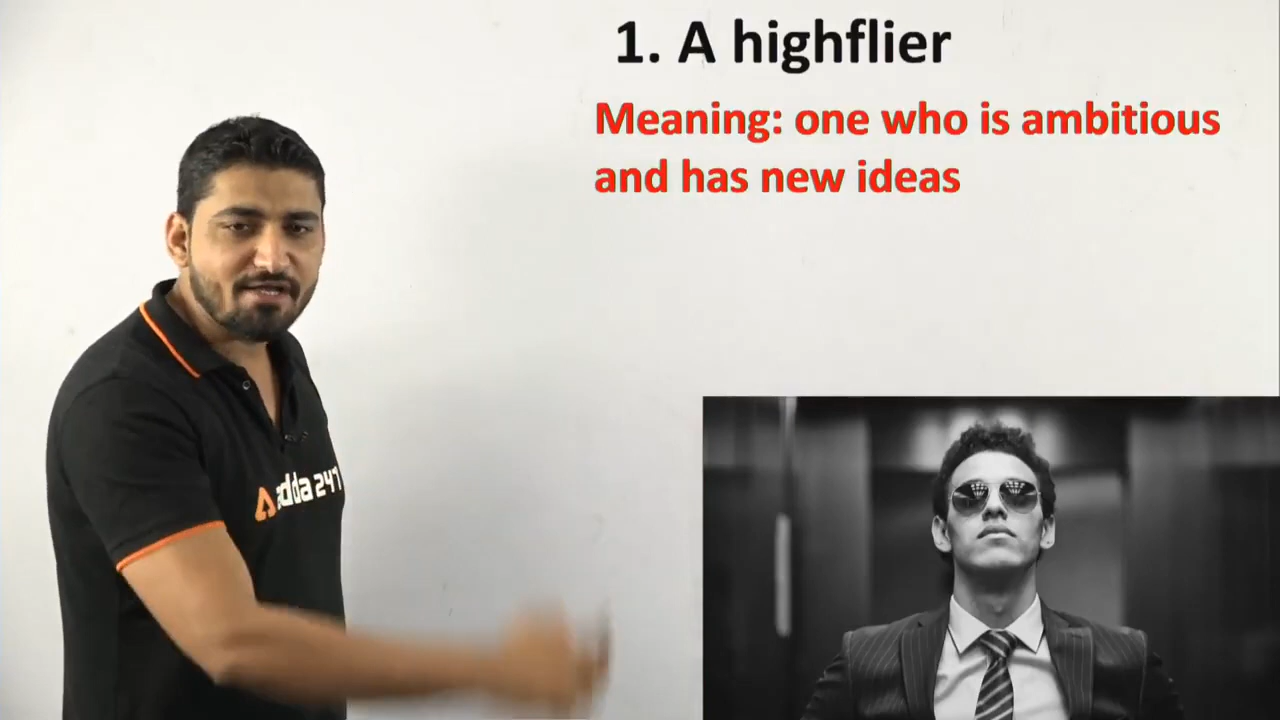 1. A highflier
Meaning: one who is ambitious
and has new ideas
adda 247